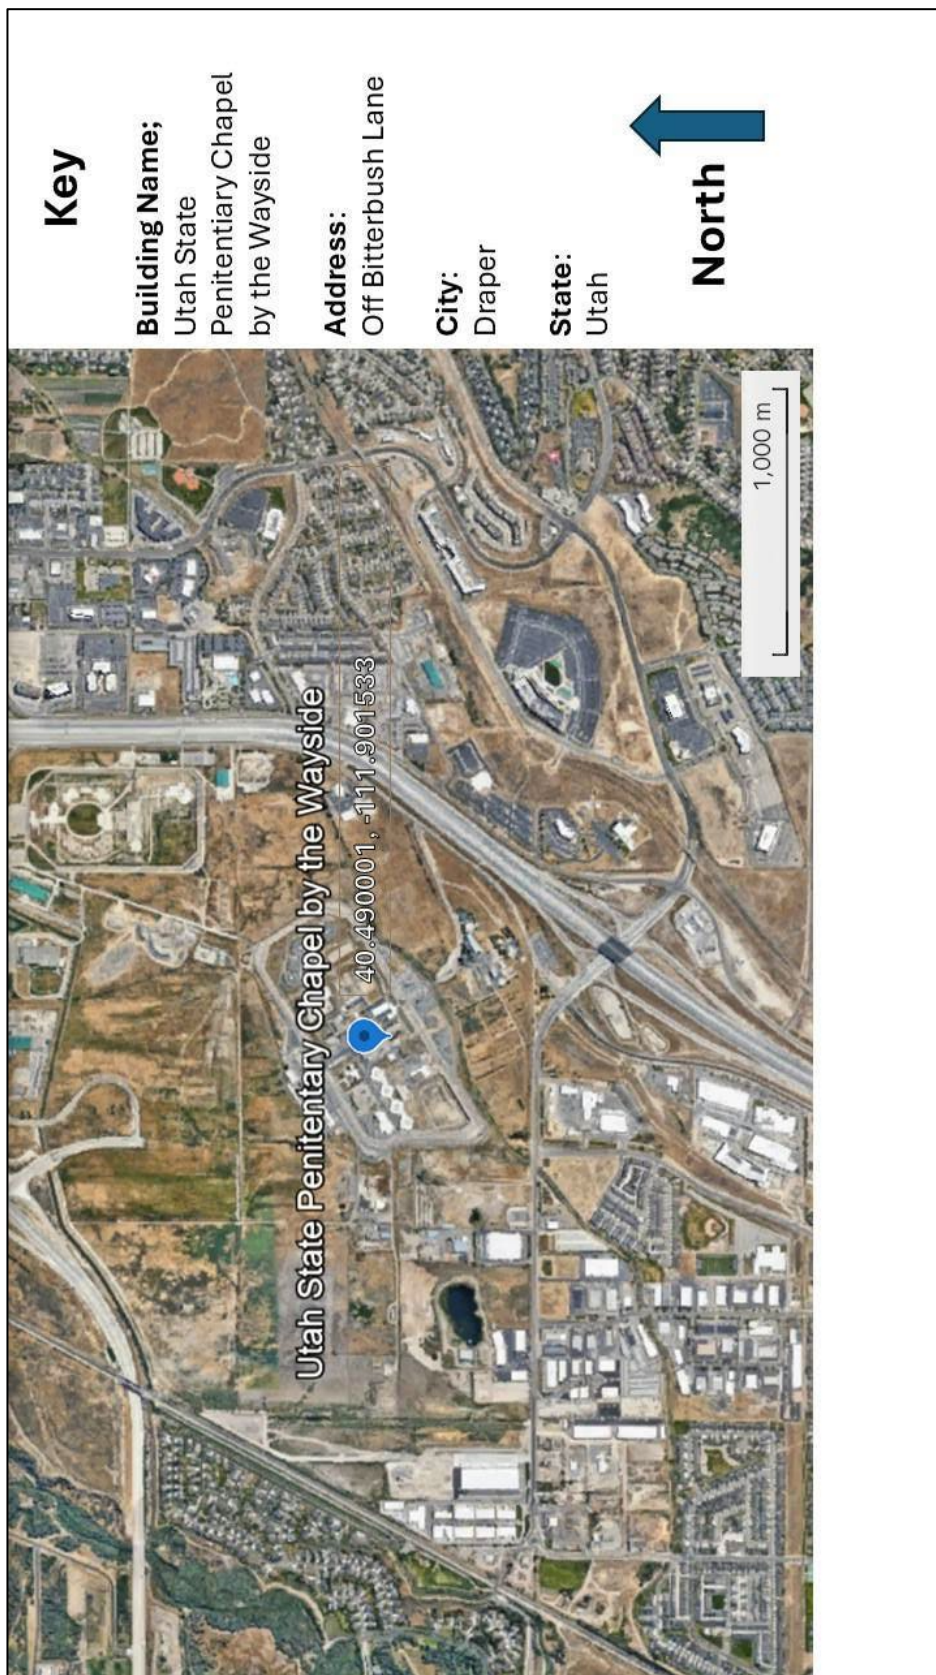 Key
Building Name;
Utah State
Penitentiary Chapel
by the Wayside
Address:
Off Bitterbush Lane
City:
Draper
State:
Utah
North
Utah State Penitentary Chapel by the Wayside
40.490001, -111.901533
1,000 m